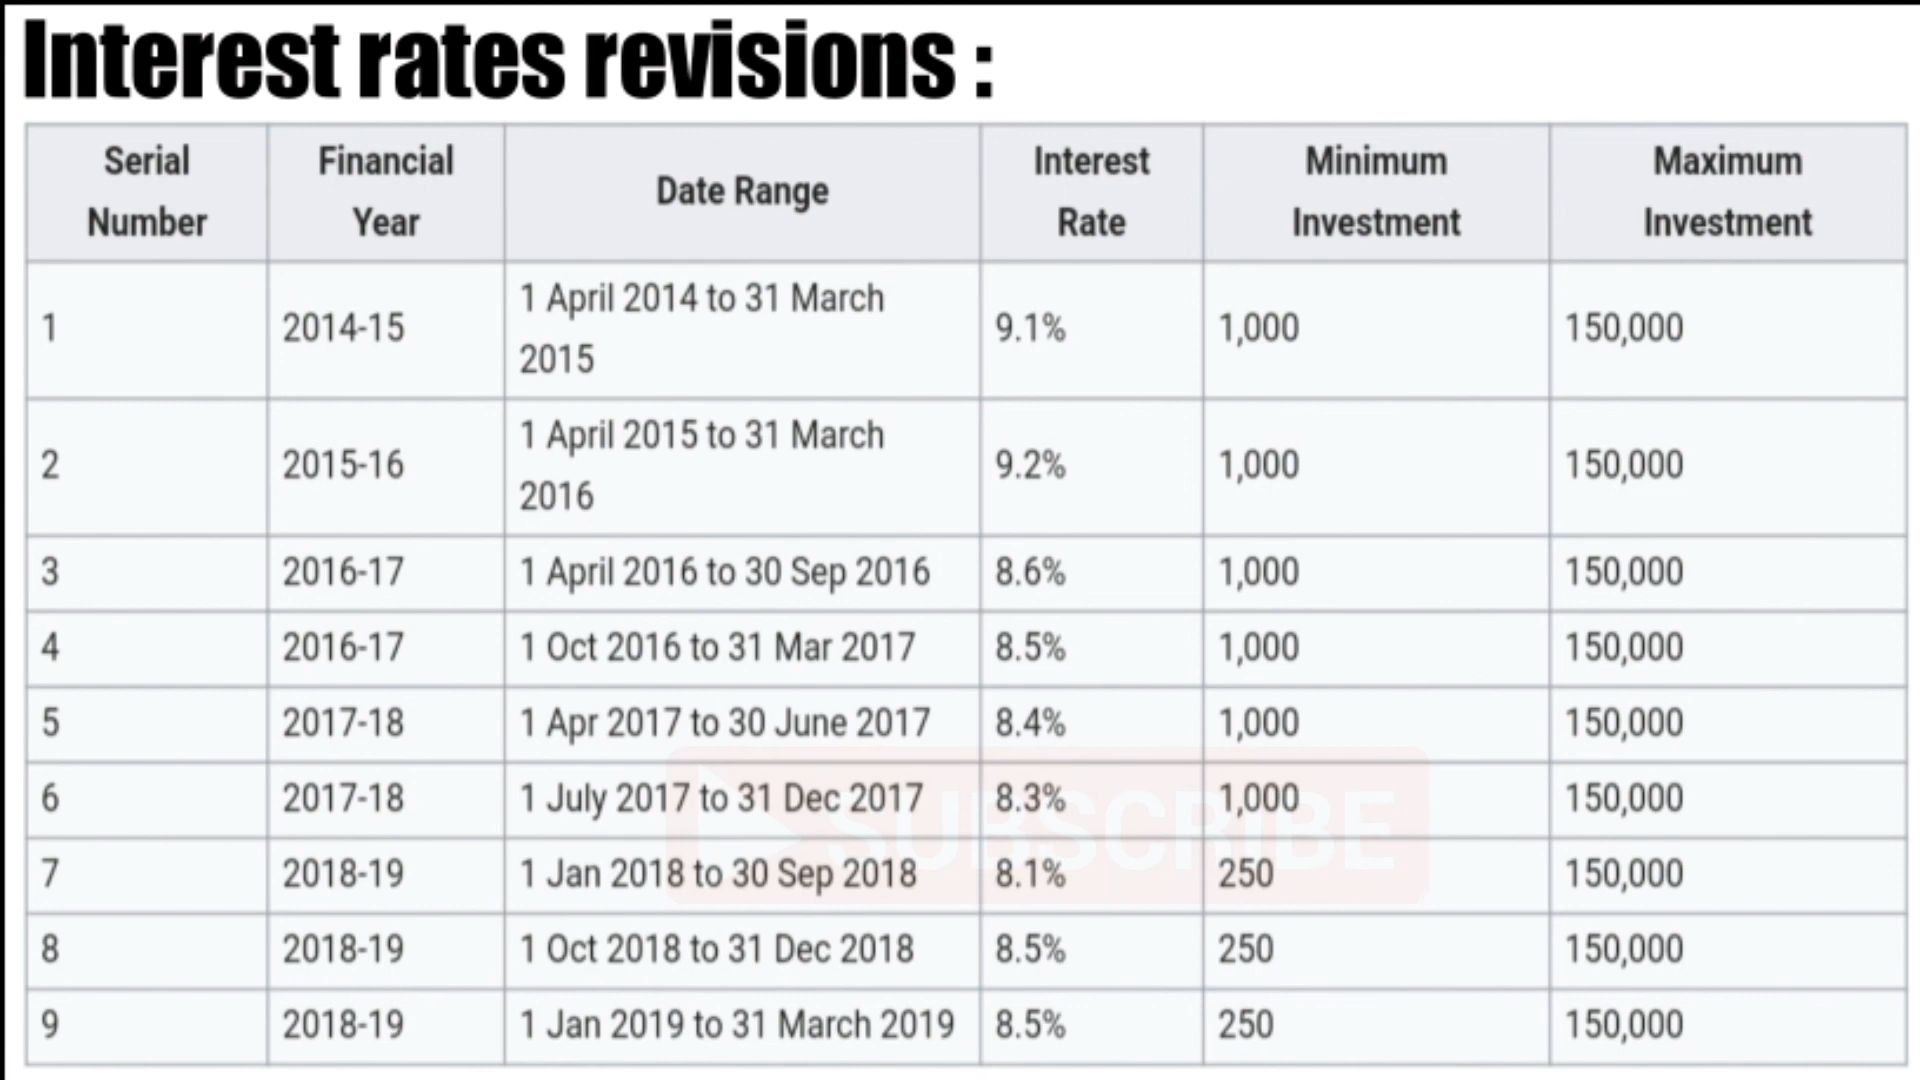 Interest rates revisions :
Serial Number | Financial Year | Date Range | Interest Rate | Minimum Investment | Maximum Investment
1 | 2014-15 | 1 April 2014 to 31 March 2015 | 9.1% | 1,000 | 150,000
2 | 2015-16 | 1 April 2015 to 31 March 2016 | 9.2% | 1,000 | 150,000
3 | 2016-17 | 1 April 2016 to 30 Sep 2016 | 8.6% | 1,000 | 150,000
4 | 2016-17 | 1 Oct 2016 to 31 Mar 2017 | 8.5% | 1,000 | 150,000
5 | 2017-18 | 1 Apr 2017 to 30 June 2017 | 8.4% | 1,000 | 150,000
6 | 2017-18 | 1 July 2017 to 31 Dec 2017 | 8.3% | 1,000 | 150,000
SUBSCRIBE
7 | 2018-19 | 1 Jan 2018 to 30 Sep 2018 | 8.1% | 250 | 150,000
8 | 2018-19 | 1 Oct 2018 to 31 Dec 2018 | 8.5% | 250 | 150,000
9 | 2018-19 | 1 Jan 2019 to 31 March 2019 | 8.5% | 250 | 150,000